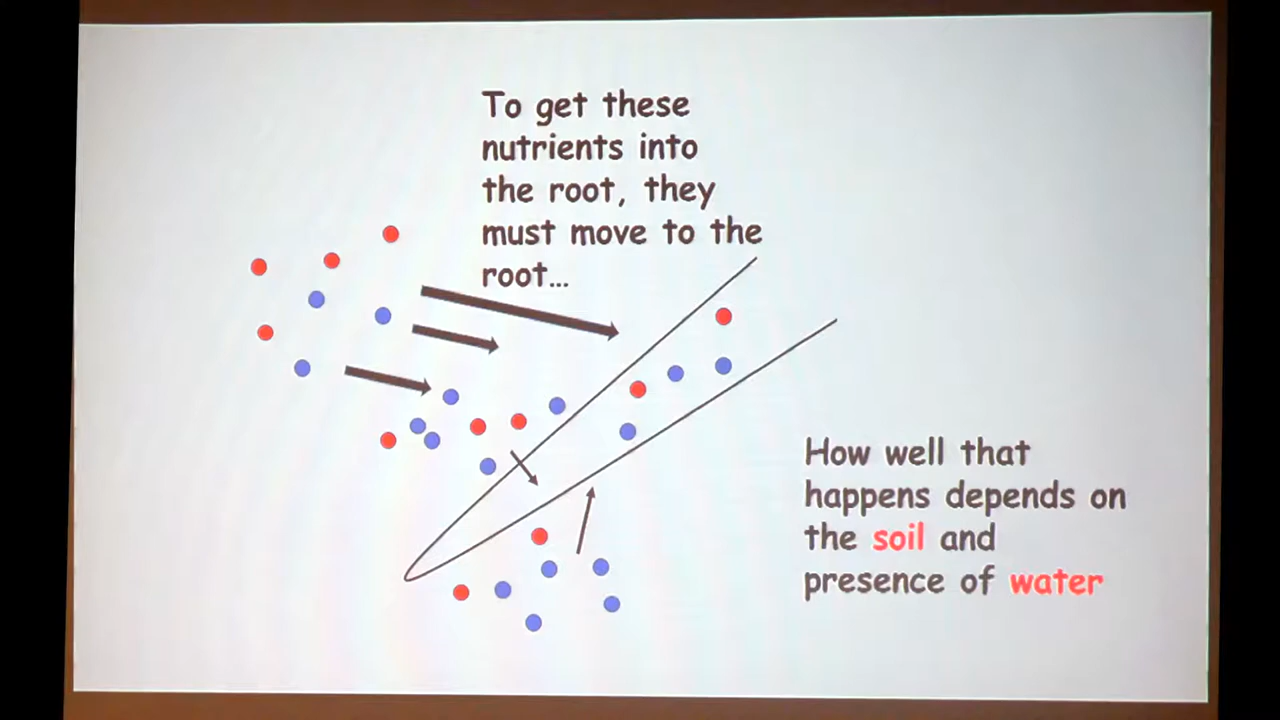 To get these
nutrients into
the root, they
must move to the
root...
How well that
happens depends on
the soil and
presence of water